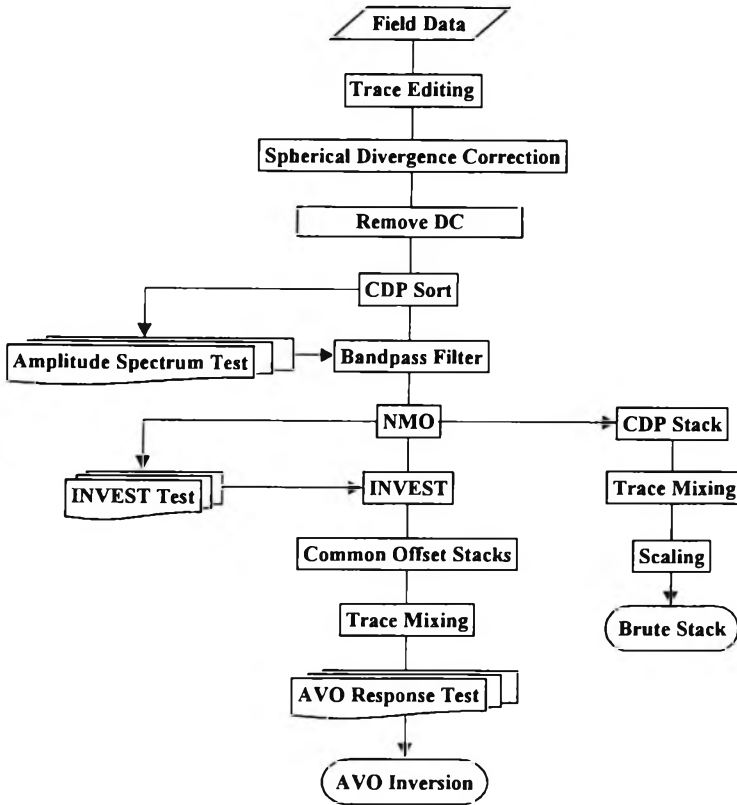 Field Data
Trace Editing
Spherical Divergence Correction
Remove DC
CDP Sort
Amplitude Spectrum Test
Bandpass Filter
NMO
CDP Stack
INVEST Test
INVEST
Trace Mixing
Common Offset Stacks
Scaling
Trace Mixing
Brute Stack
AVO Response Test
AVO Inversion